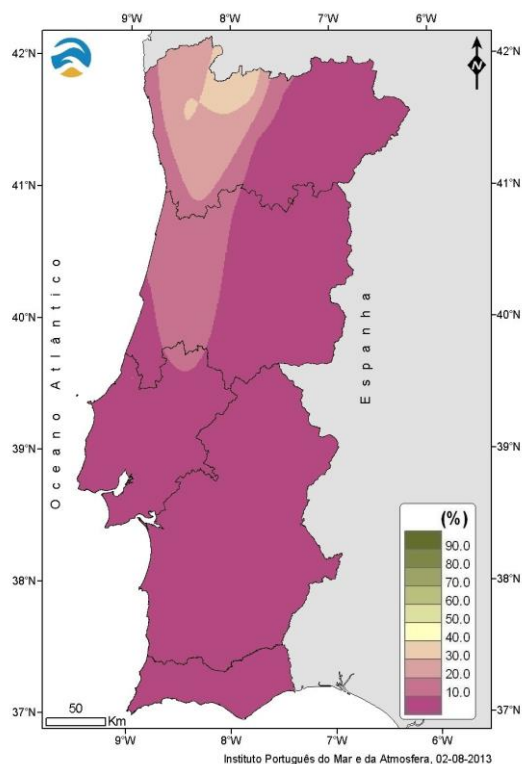 9°W 8°W 7°W 6°W
42°N 42°N
N
41°N 41°N
40°N 40°N
39°N 39°N
38°N 38°N
37°N 37°N
Oceano Atlântico
Espanha
(%)
90.0
80.0
70.0
60.0
50.0
40.0
30.0
20.0
10.0
50
Km
9°W 8°W 7°W 6°W
Instituto Português do Mar e da Atmosfera, 02-08-2013